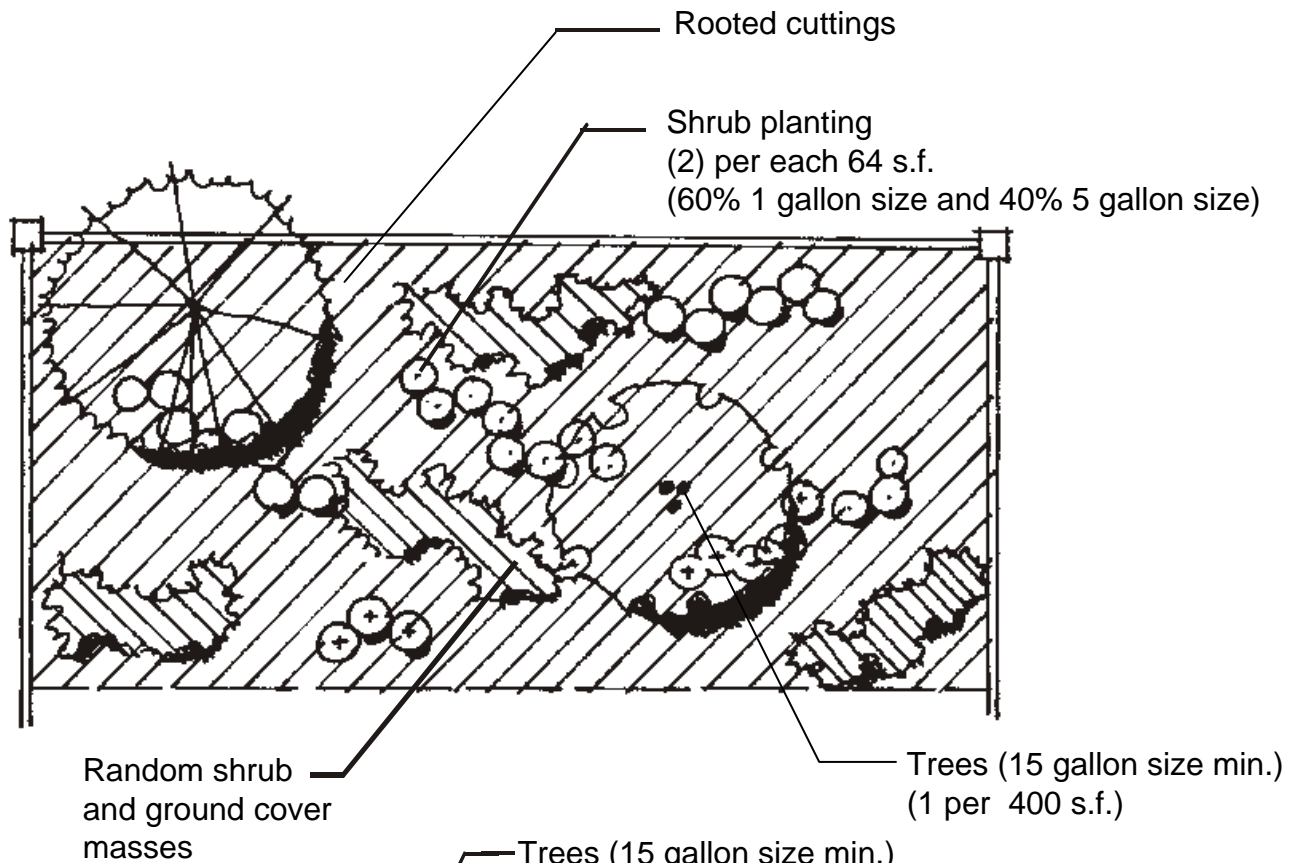 Rooted cuttings
Shrub planting
(2) per each 64 s.f.
(60% 1 gallon size and 40% 5 gallon size)
Random shrub
and ground cover
masses
Trees (15 gallon size min.)
(1 per 400 s.f.)
Trees (15 gallon size min.)